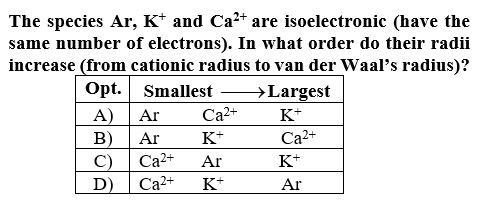 The species Ar, K⁺ and Ca²⁺ are isoelectronic (have the
same number of electrons). In what order do their radii
increase (from cationic radius to van der Waal's radius)?
Opt. Smallest ⟶Largest
A) Ar Ca²⁺ K⁺
B) Ar K⁺ Ca²⁺
C) Ca²⁺ Ar K⁺
D) Ca²⁺ K⁺ Ar